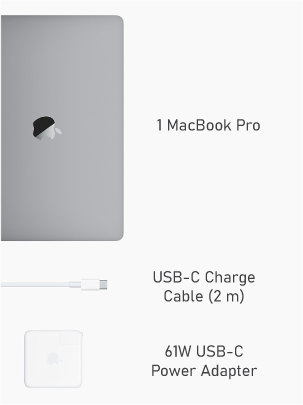 1 MacBook Pro
USB-C Charge
Cable (2 m)
61W USB-C
Power Adapter